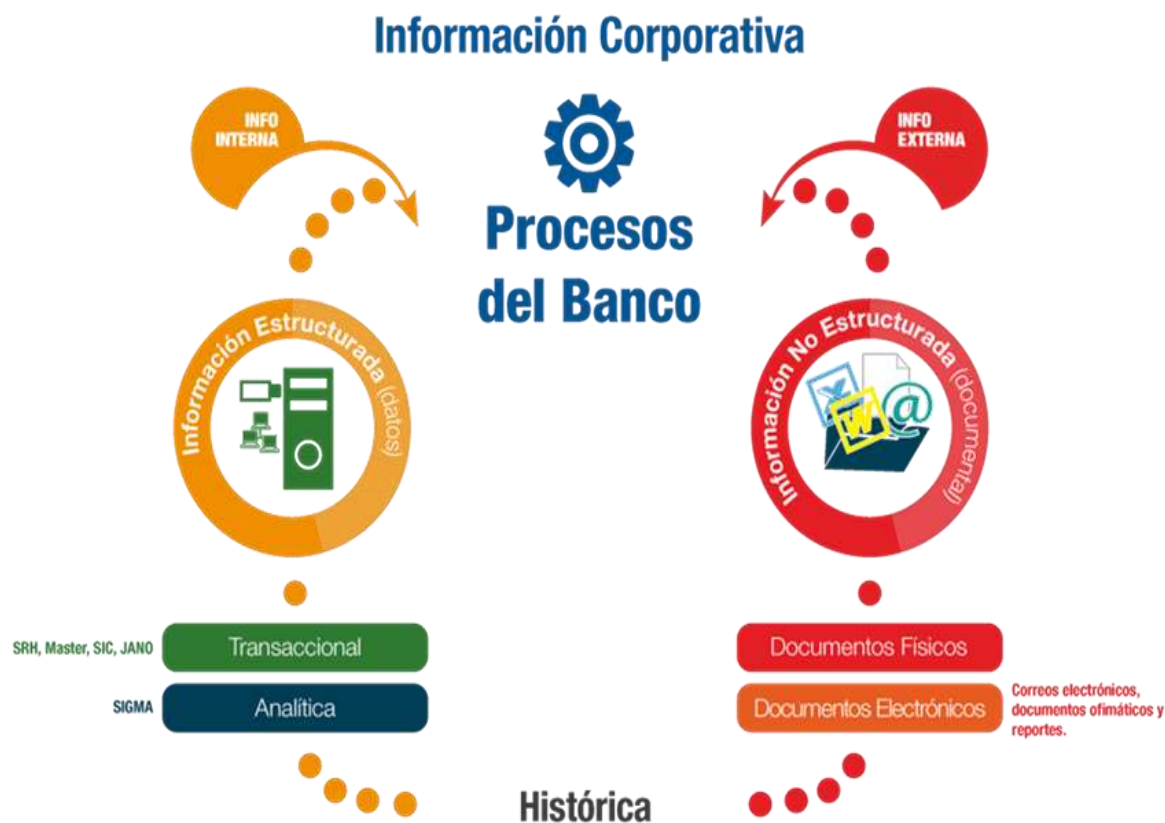 Información Corporativa
INFO
INTERNA
INFO
EXTERNA
Procesos
del Banco
Información Estructurada (datos)
Información No Estructurada (documental)
X
W
@
SRH, Master, SIC, JANO
Transaccional
SIGMA
Analítica
Documentos Físicos
Documentos Electrónicos
Correos electrónicos,
documentos ofimáticos y
reportes.
Histórica